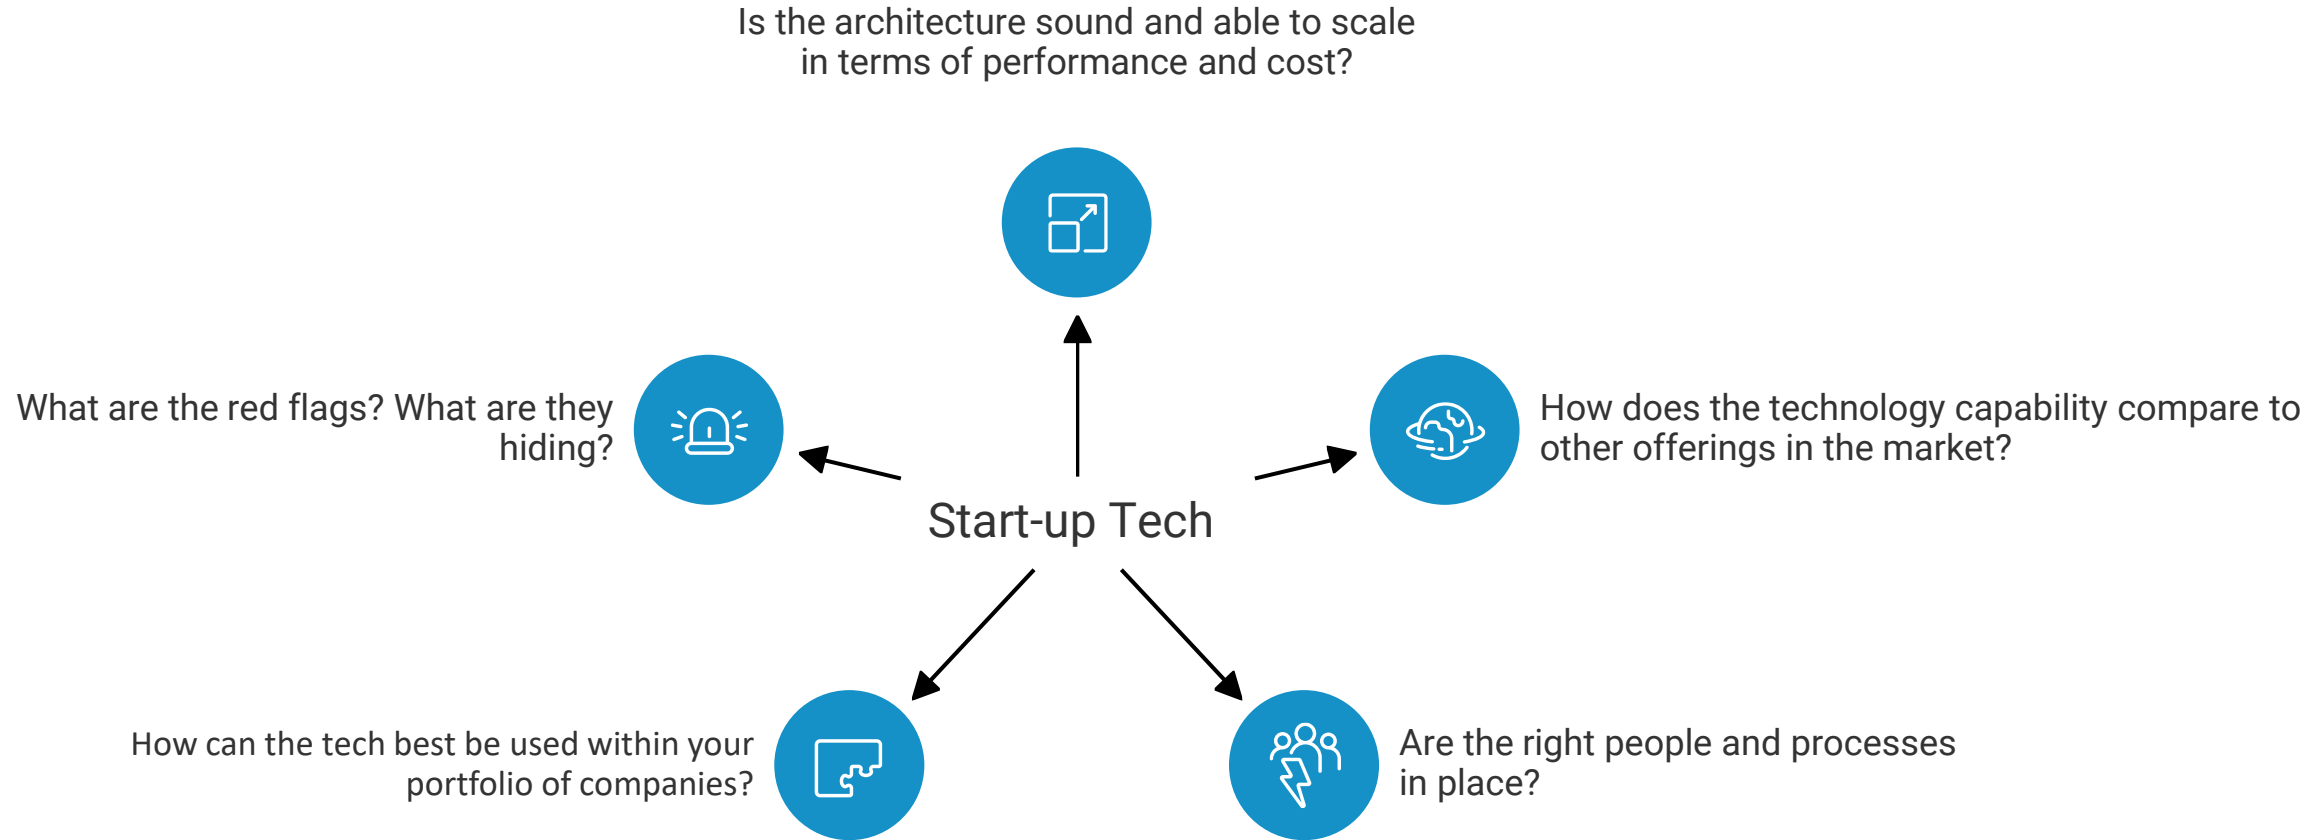 Is the architecture sound and able to scale
in terms of performance and cost?
What are the red flags? What are they
hiding?
How does the technology capability compare to
other offerings in the market?
Start-up Tech
How can the tech best be used within your
portfolio of companies?
Are the right people and processes
in place?